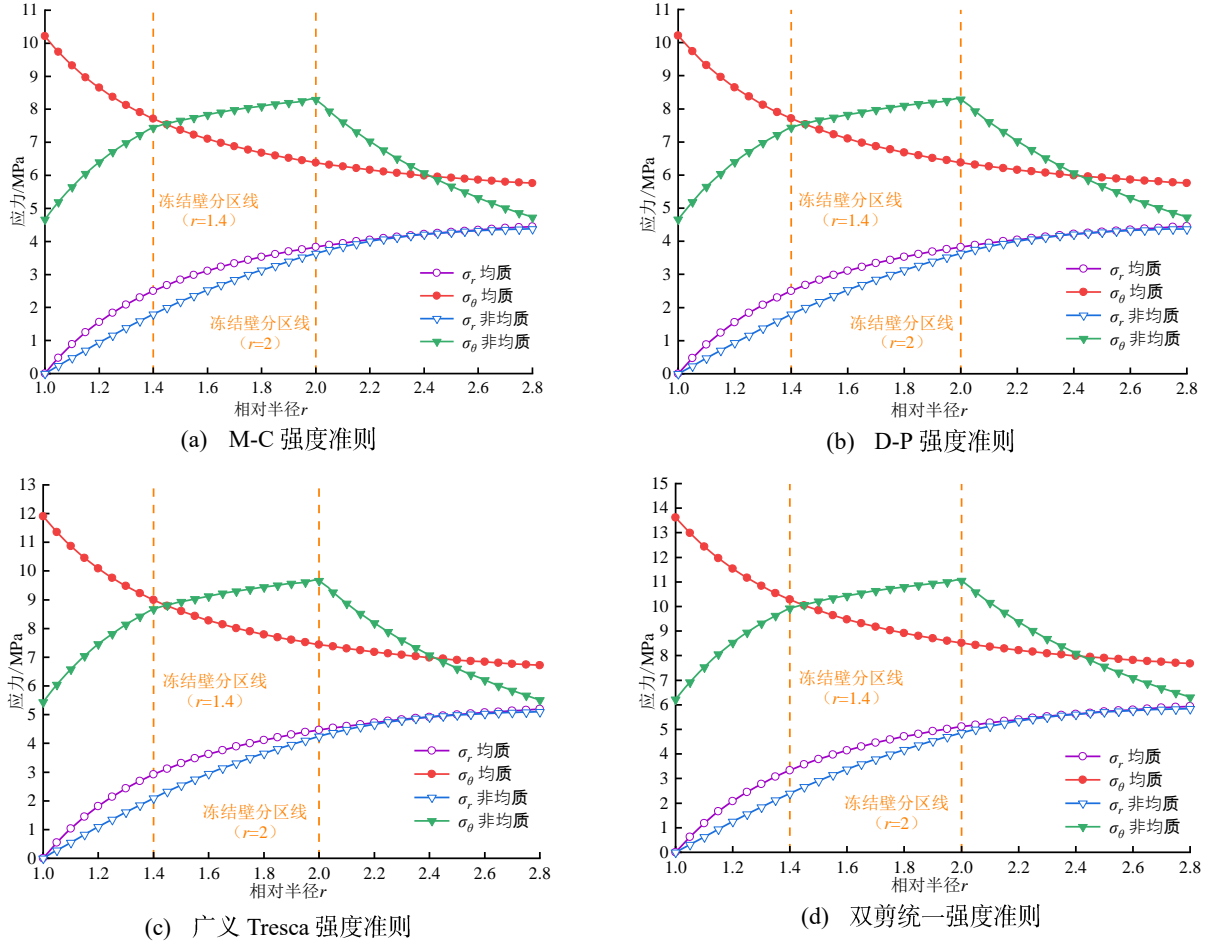 11
10
9
8
7
6
5
4
3
2
1
0
应力/MPa
冻结壁分区线
（r=1.4）
冻结壁分区线
（r=2）
σr 均质
σθ 均质
σr 非均质
σθ 非均质
1.0 1.2 1.4 1.6 1.8 2.0 2.2 2.4 2.6 2.8
相对半径r
(a) M-C 强度准则
11
10
9
8
7
6
5
4
3
2
1
0
应力/MPa
冻结壁分区线
（r=1.4）
冻结壁分区线
（r=2）
σr 均质
σθ 均质
σr 非均质
σθ 非均质
1.0 1.2 1.4 1.6 1.8 2.0 2.2 2.4 2.6 2.8
相对半径r
(b) D-P 强度准则
13
12
11
10
9
8
7
6
5
4
3
2
1
0
应力/MPa
冻结壁分区线
（r=1.4）
冻结壁分区线
（r=2）
σr 均质
σθ 均质
σr 非均质
σθ 非均质
1.0 1.2 1.4 1.6 1.8 2.0 2.2 2.4 2.6 2.8
相对半径r
(c) 广义 Tresca 强度准则
15
14
13
12
11
10
9
8
7
6
5
4
3
2
1
0
应力/MPa
冻结壁分区线
（r=1.4）
冻结壁分区线
（r=2）
σr 均质
σθ 均质
σr 非均质
σθ 非均质
1.0 1.2 1.4 1.6 1.8 2.0 2.2 2.4 2.6 2.8
相对半径r
(d) 双剪统一强度准则